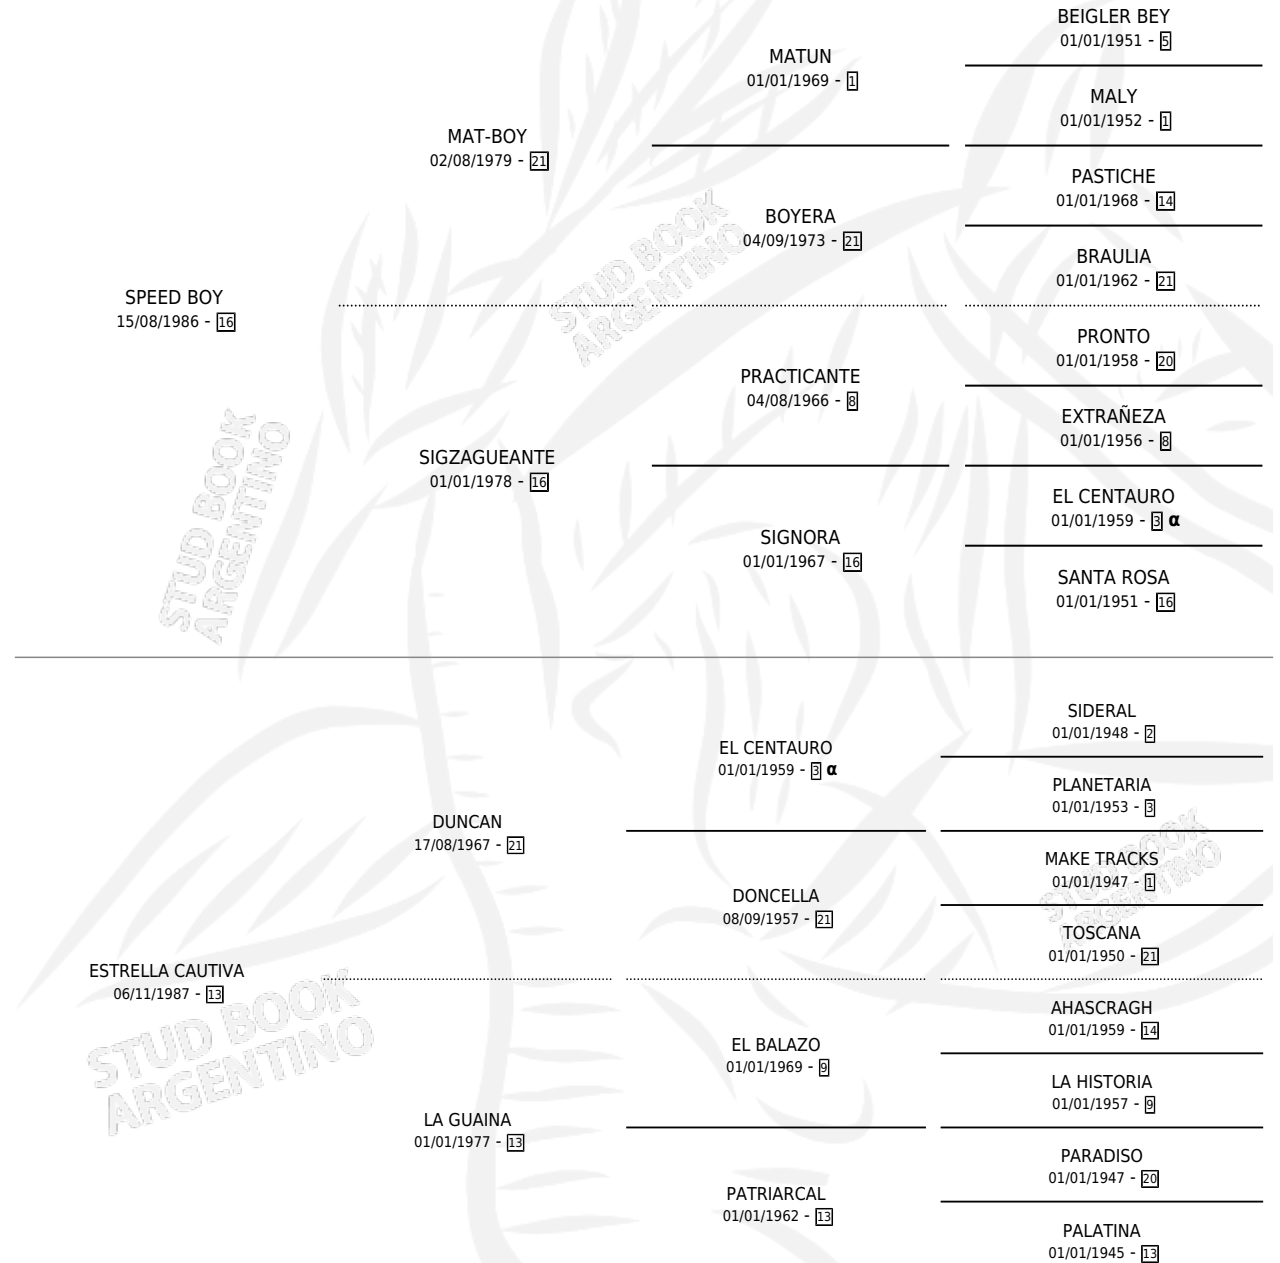 BEIGLER BEY
01/01/1951 - 5
MATUN
01/01/1969 - 1
MALY
01/01/1952 - 1
MAT-BOY
02/08/1979 - 21
PASTICHE
01/01/1968 - 14
BOYERA
04/09/1973 - 21
BRAULIA
01/01/1962 - 21
SPEED BOY
15/08/1986 - 16
PRONTO
01/01/1958 - 20
PRACTICANTE
04/08/1966 - 8
EXTRAÑEZA
01/01/1956 - 8
SIGZAGUEANTE
01/01/1978 - 16
EL CENTAURO
01/01/1959 - 3 α
SIGNORA
01/01/1967 - 16
SANTA ROSA
01/01/1951 - 16
SIDERAL
01/01/1948 - 2
EL CENTAURO
01/01/1959 - 3 α
PLANETARIA
01/01/1953 - 3
DUNCAN
17/08/1967 - 21
MAKE TRACKS
01/01/1947 - 1
DONCELLA
08/09/1957 - 21
TOSCANA
01/01/1950 - 21
ESTRELLA CAUTIVA
06/11/1987 - 13
AHASCRAGH
01/01/1959 - 14
EL BALAZO
01/01/1969 - 9
LA HISTORIA
01/01/1957 - 9
LA GUAINA
01/01/1977 - 13
PARADISO
01/01/1947 - 20
PATRIARCAL
01/01/1962 - 13
PALATINA
01/01/1945 - 13
STUD BOOK
ARGENTINO
STUD BOOK
ARGENTINO
STUD BOOK
ARGENTINO
STUD BOOK
ARGENTINO